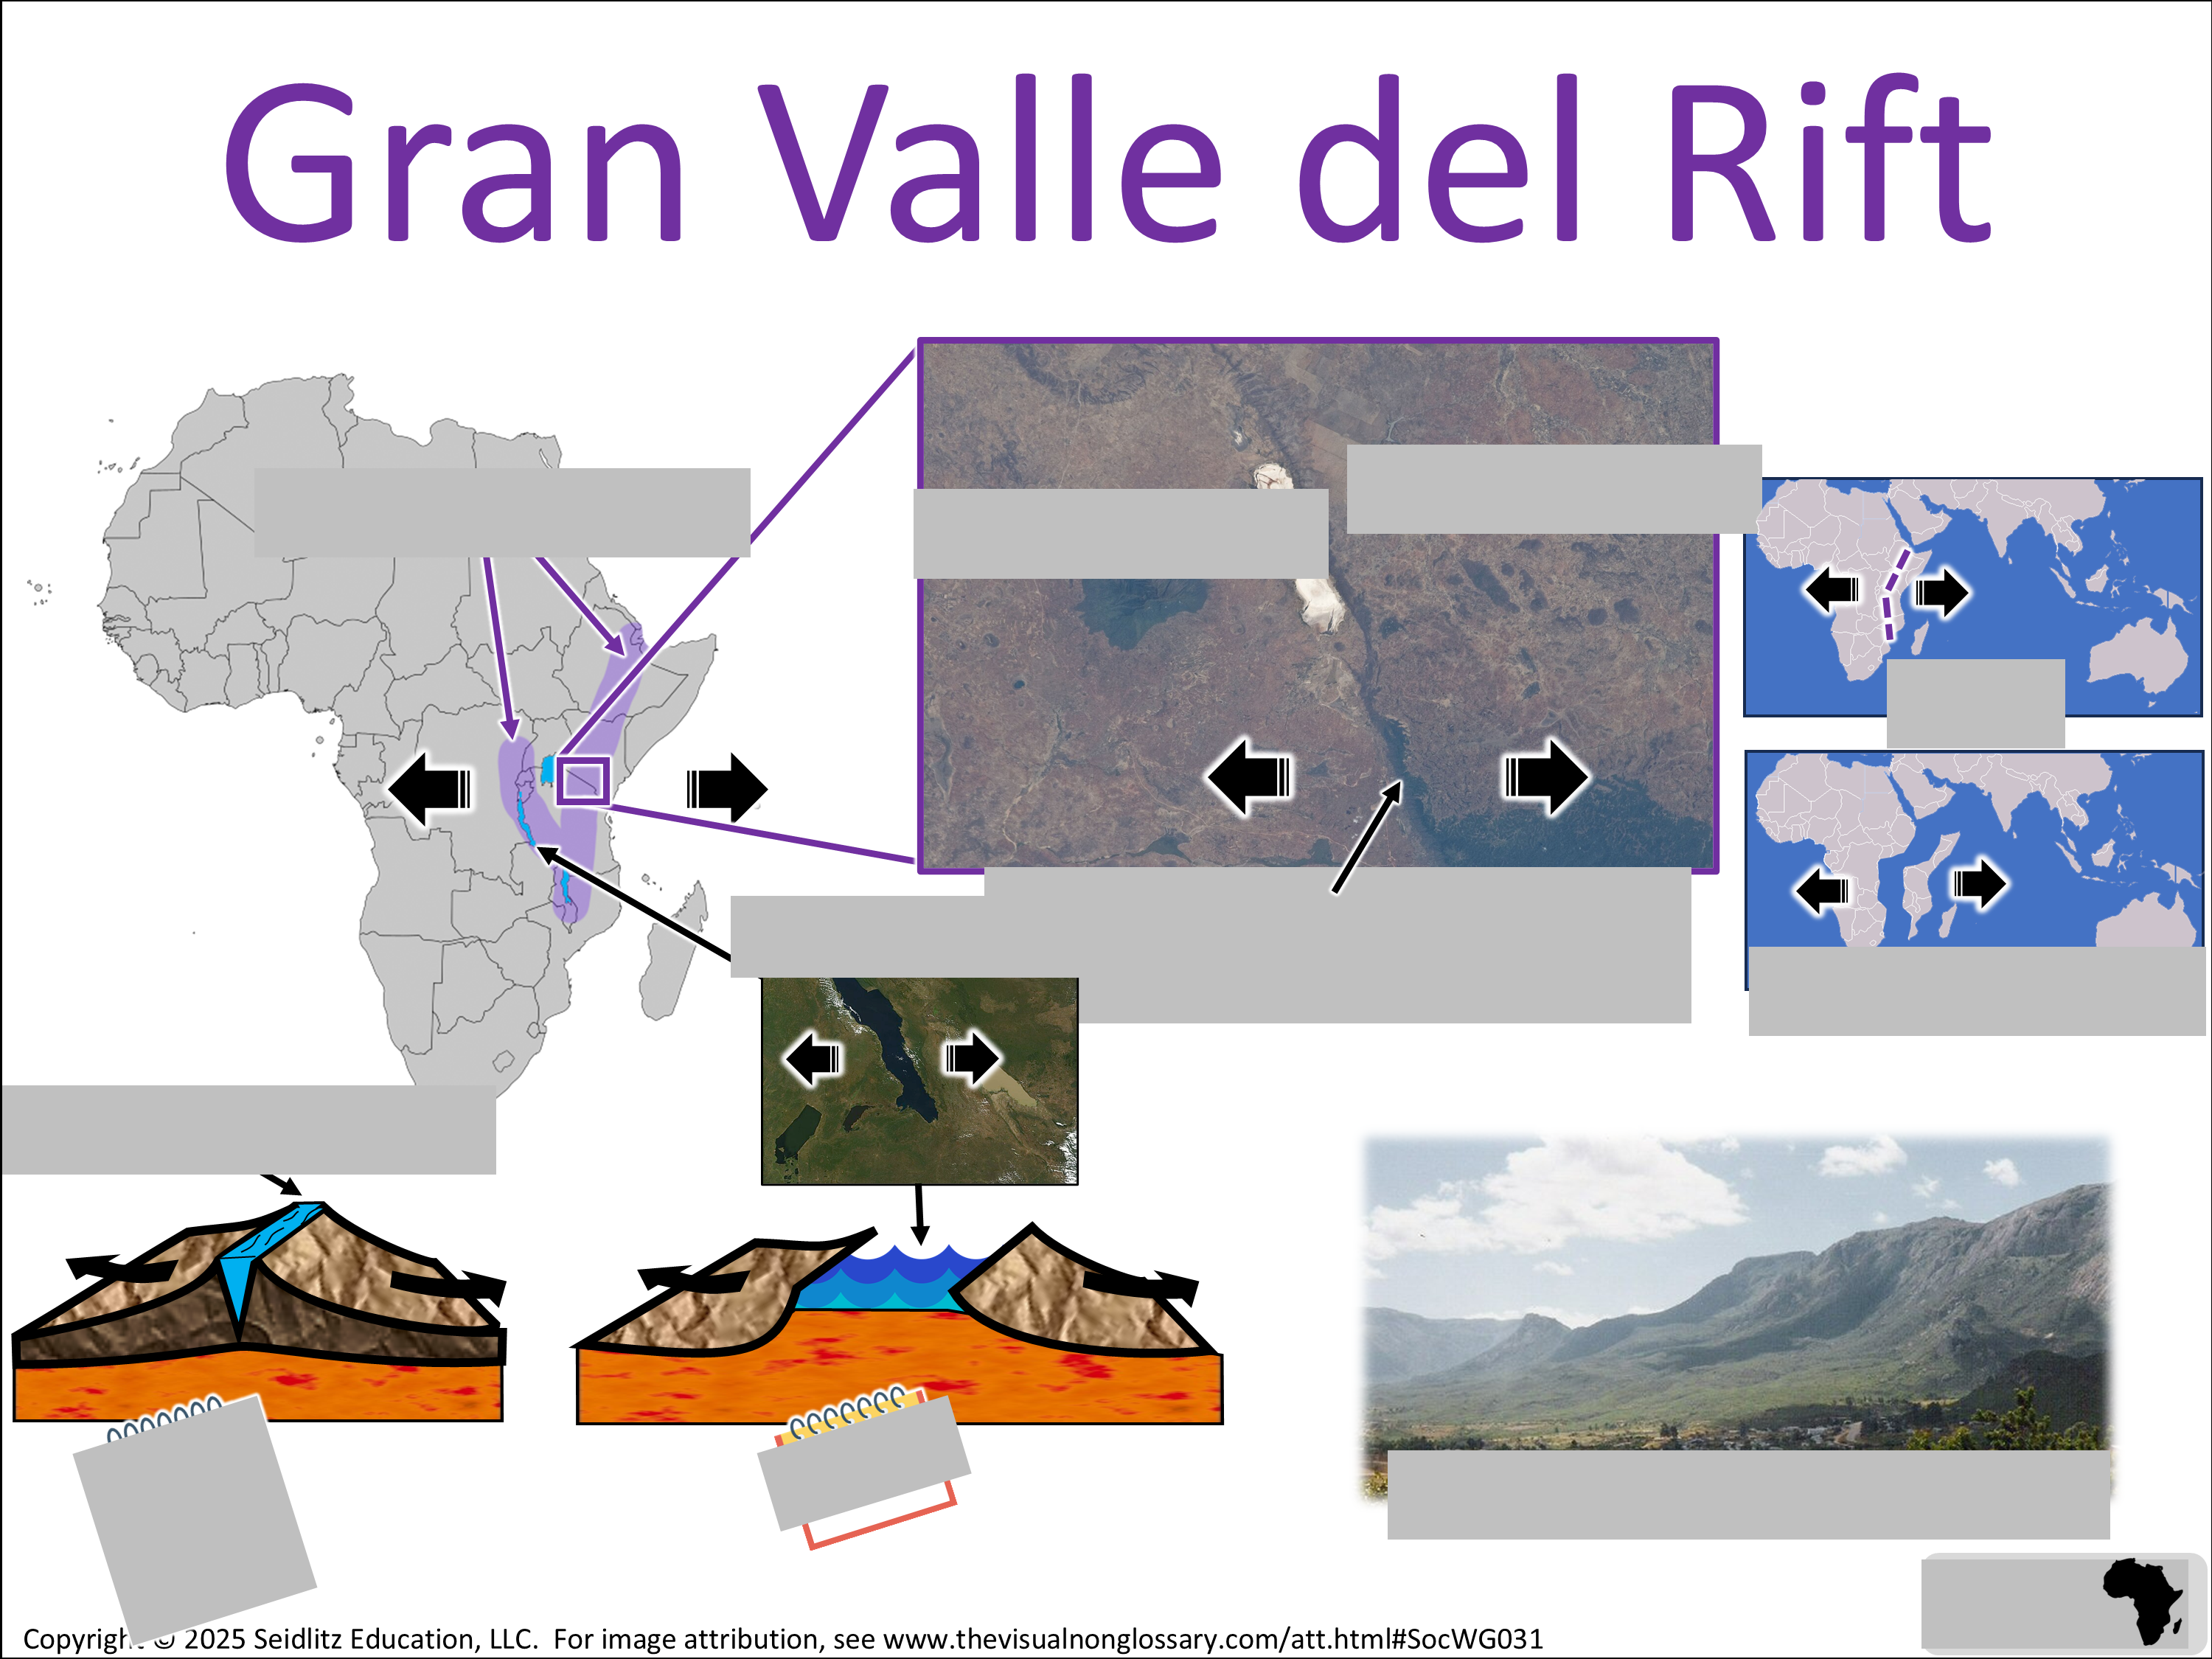 Gran Valle del Rift
Copyright © 2025 Seidlitz Education, LLC.  For image attribution, see www.thevisualnonglossary.com/att.html#SocWG031